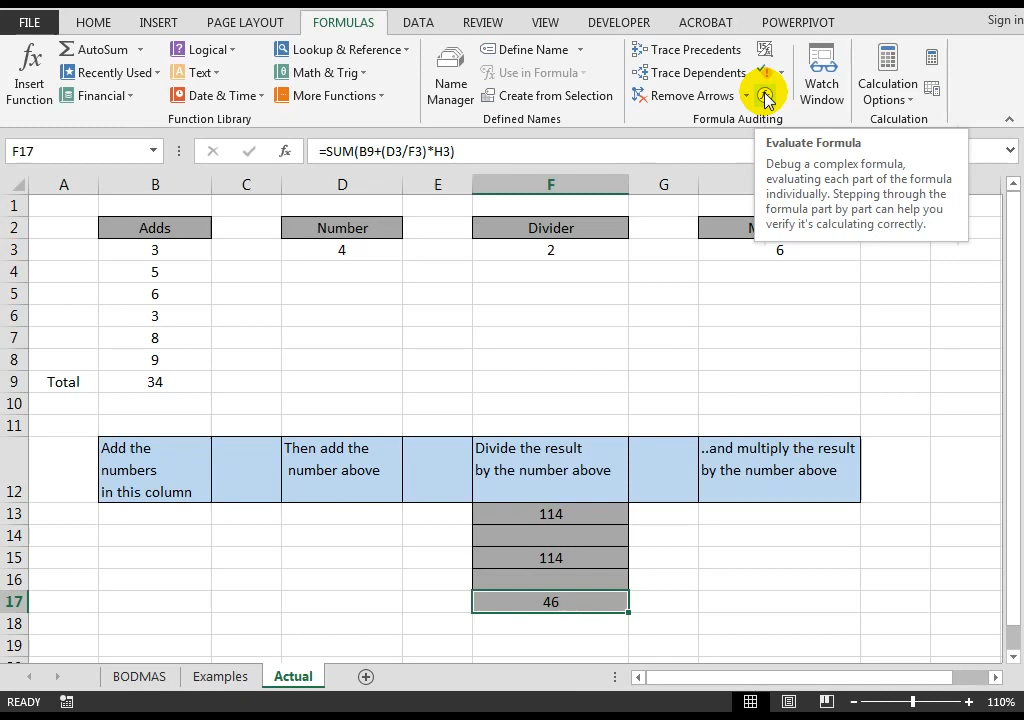 FILE HOME INSERT PAGE LAYOUT FORMULAS DATA REVIEW VIEW DEVELOPER ACROBAT POWERPIVOT Sign in
fx Insert Function
Σ AutoSum
Recently Used
Financial
Logical
Text
Date & Time
Lookup & Reference
Math & Trig
More Functions
Function Library
Name Manager
Define Name
Use in Formula
Create from Selection
Defined Names
Trace Precedents
Trace Dependents
Remove Arrows
Formula Auditing
Watch Window
Calculation Options
Calculation
Evaluate Formula
Debug a complex formula,
evaluating each part of the formula
individually. Stepping through the
formula part by part can help you
verify it's calculating correctly.
F17 fx =SUM(B9+(D3/F3)*H3)
A B C D E F G
1
2 Adds Number Divider
3 3 4 2 6
4 5
5 6
6 3
7 8
8 9
9 Total 34
10
11
12
Add the
numbers
in this column
Then add the
number above
Divide the result
by the number above
..and multiply the result
by the number above
13 114
14
15 114
16
17 46
18
19
BODMAS Examples Actual
READY 110%